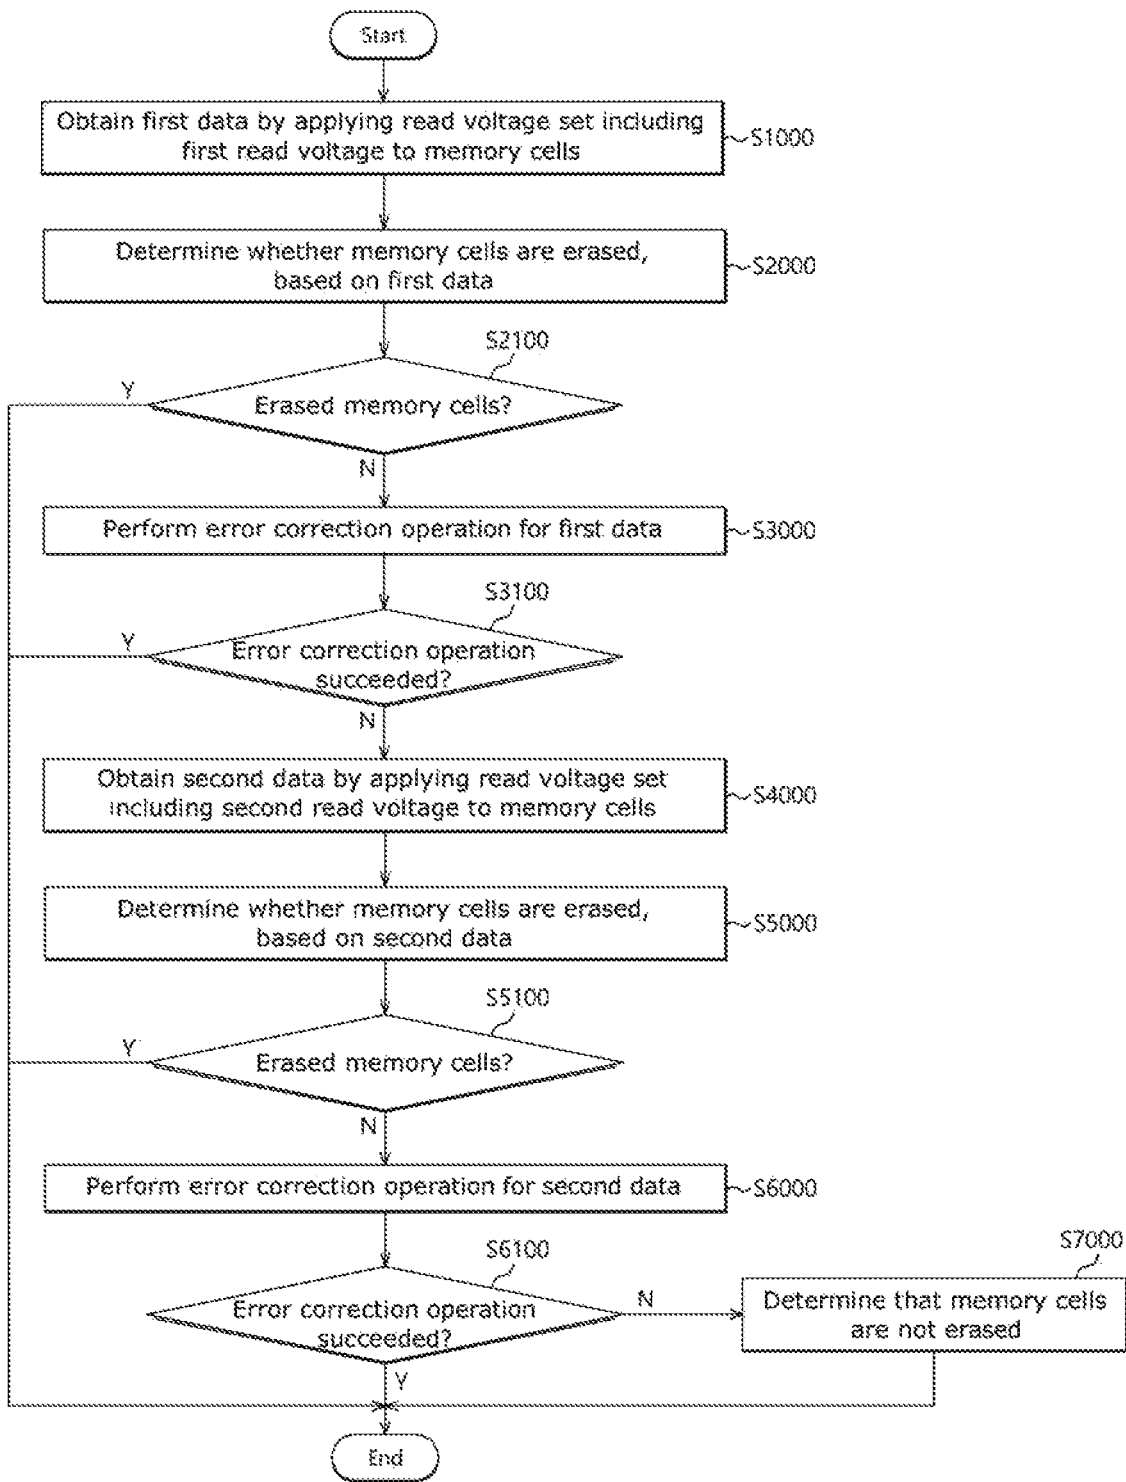 Start
Obtain first data by applying read voltage set including
first read voltage to memory cells
S1000
Determine whether memory cells are erased,
based on first data
S2000
S2100
Y
Erased memory cells?
N
Perform error correction operation for first data
S3000
S3100
Y
Error correction operation
succeeded?
N
Obtain second data by applying read voltage set
including second read voltage to memory cells
S4000
Determine whether memory cells are erased,
based on second data
S5000
S5100
Y
Erased memory cells?
N
Perform error correction operation for second data
S6000
S6100
Error correction operation
succeeded?
N
S7000
Determine that memory cells
are not erased
Y
End